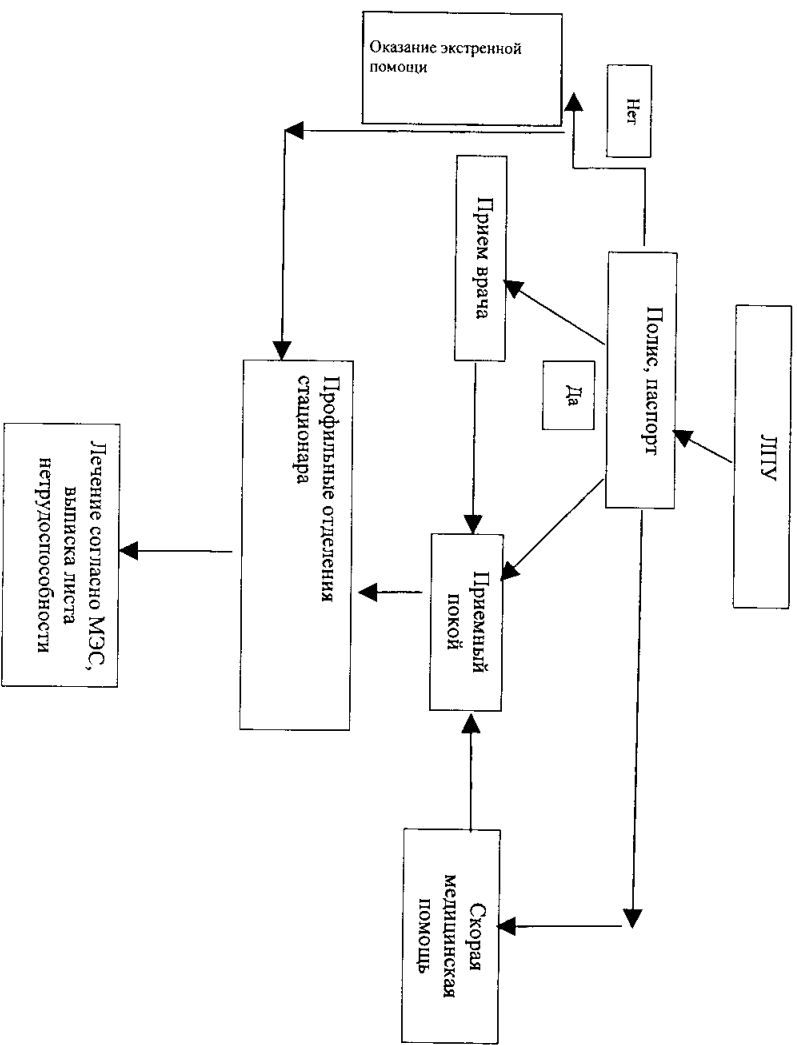 ЛПУ
Полис, паспорт
Нет
Да
Оказание экстренной
помощи
Прием врача
Приемный
покой
Скорая
медицинская
помощь
Профильные отделения
стационара
Лечение согласно МЭС,
выписка листа
нетрудоспособности